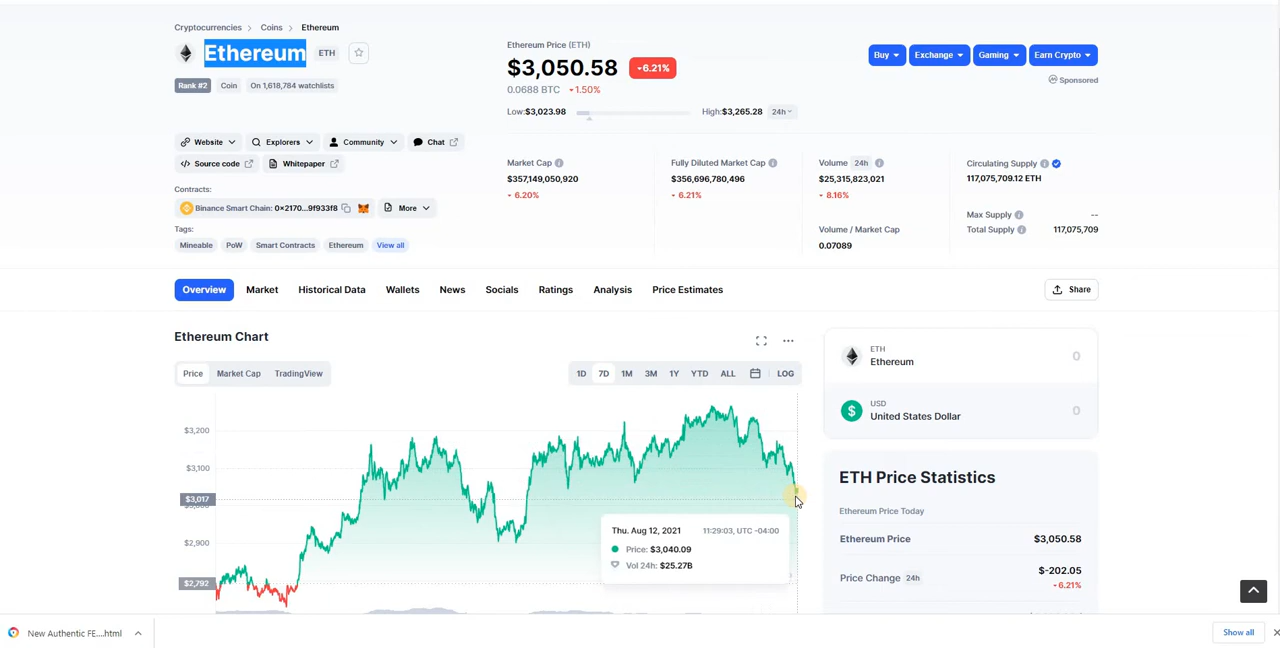 Cryptocurrencies > Coins > Ethereum
Ethereum ETH
Rank #2 Coin On 1,618,784 watchlists
Website Explorers Community Chat
Source code Whitepaper
Contracts:
Binance Smart Chain: 0x2170...9f933f8 More
Tags:
Mineable PoW Smart Contracts Ethereum View all
Ethereum Price (ETH)
$3,050.58 6.21%
0.0688 BTC 1.50%
Low:$3,023.98 High:$3,265.28 24h
Buy Exchange Gaming Earn Crypto
Sponsored
Market Cap
$357,149,050,920
6.20%
Fully Diluted Market Cap
$356,696,780,496
6.21%
Volume 24h
$25,315,823,021
8.16%
Volume / Market Cap
0.07089
Circulating Supply
117,075,709.12 ETH
Max Supply --
Total Supply 117,075,709
Overview Market Historical Data Wallets News Socials Ratings Analysis Price Estimates
Share
Ethereum Chart
Price Market Cap TradingView
1D 7D 1M 3M 1Y YTD ALL LOG
$3,200
$3,100
$3,017
$2,900
$2,792
Thu. Aug 12, 2021 11:29:03, UTC -04:00
Price: $3,040.09
Vol 24h: $25.27B
ETH
Ethereum 0
USD
United States Dollar 0
ETH Price Statistics
Ethereum Price Today
Ethereum Price $3,050.58
Price Change 24h $-202.05
6.21%
New Authentic FE....html
Show all